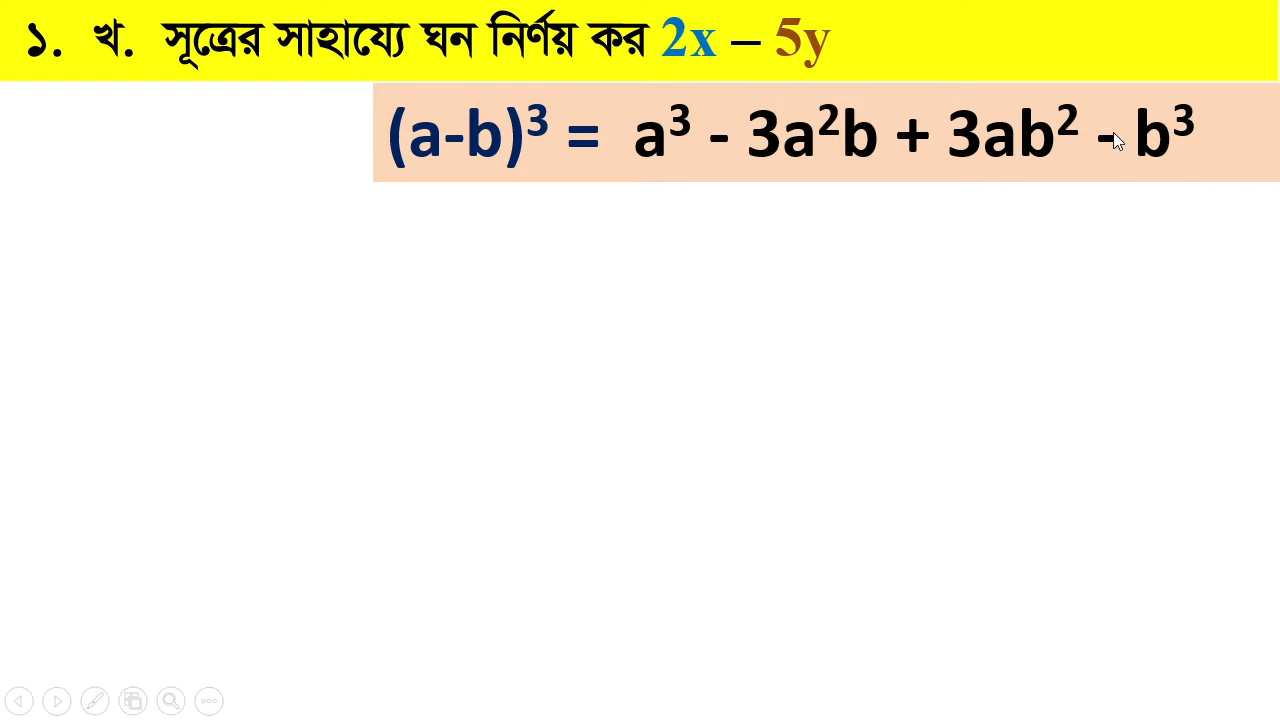 ১. খ. সূত্রের সাহায্যে ঘন নির্ণয় কর 2x – 5y
(a-b)³ = a³ - 3a²b + 3ab² - b³